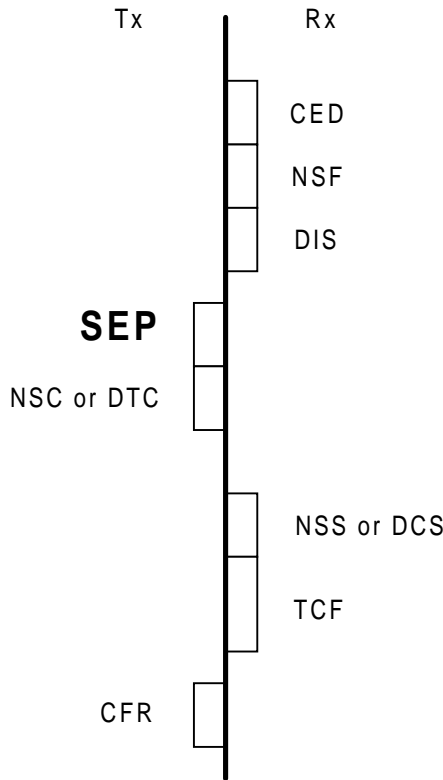 Tx Rx
CED
NSF
DIS
SEP
NSC or DTC
NSS or DCS
TCF
CFR